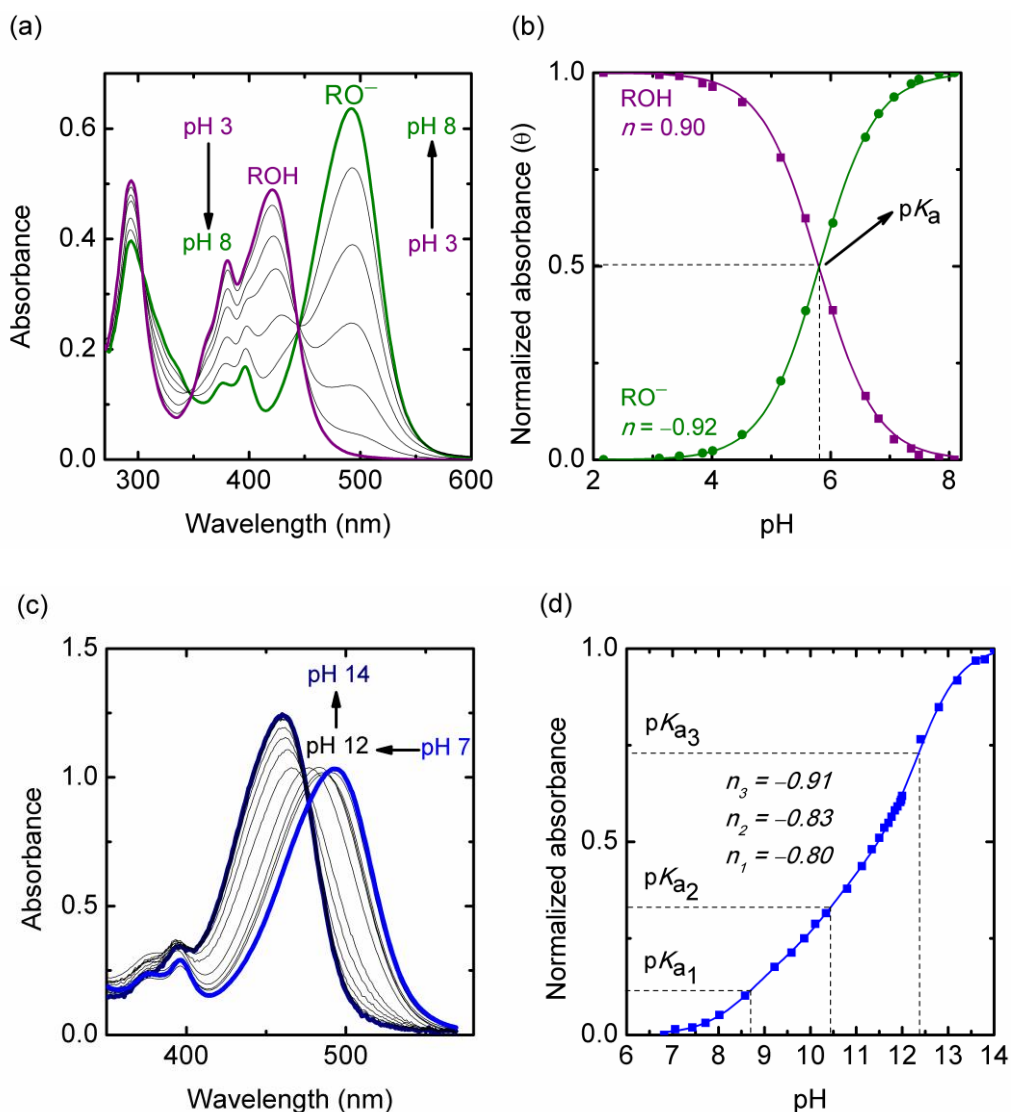 (a)
RO⁻
pH 3
pH 8
ROH
pH 8
pH 3
0.6
0.4
0.2
0.0
300 400 500 600
Absorbance
Wavelength (nm)
(b)
1.0
0.5
0.0
ROH
n = 0.90
pKa
RO⁻
n = −0.92
2 4 6 8
Normalized absorbance (θ)
pH
(c)
1.5
1.0
0.5
0.0
pH 14
pH 12
pH 7
400 500
Absorbance
Wavelength (nm)
(d)
1.0
0.5
0.0
pKa3
n3 = −0.91
n2 = −0.83
n1 = −0.80
pKa2
pKa1
6 7 8 9 10 11 12 13 14
Normalized absorbance
pH